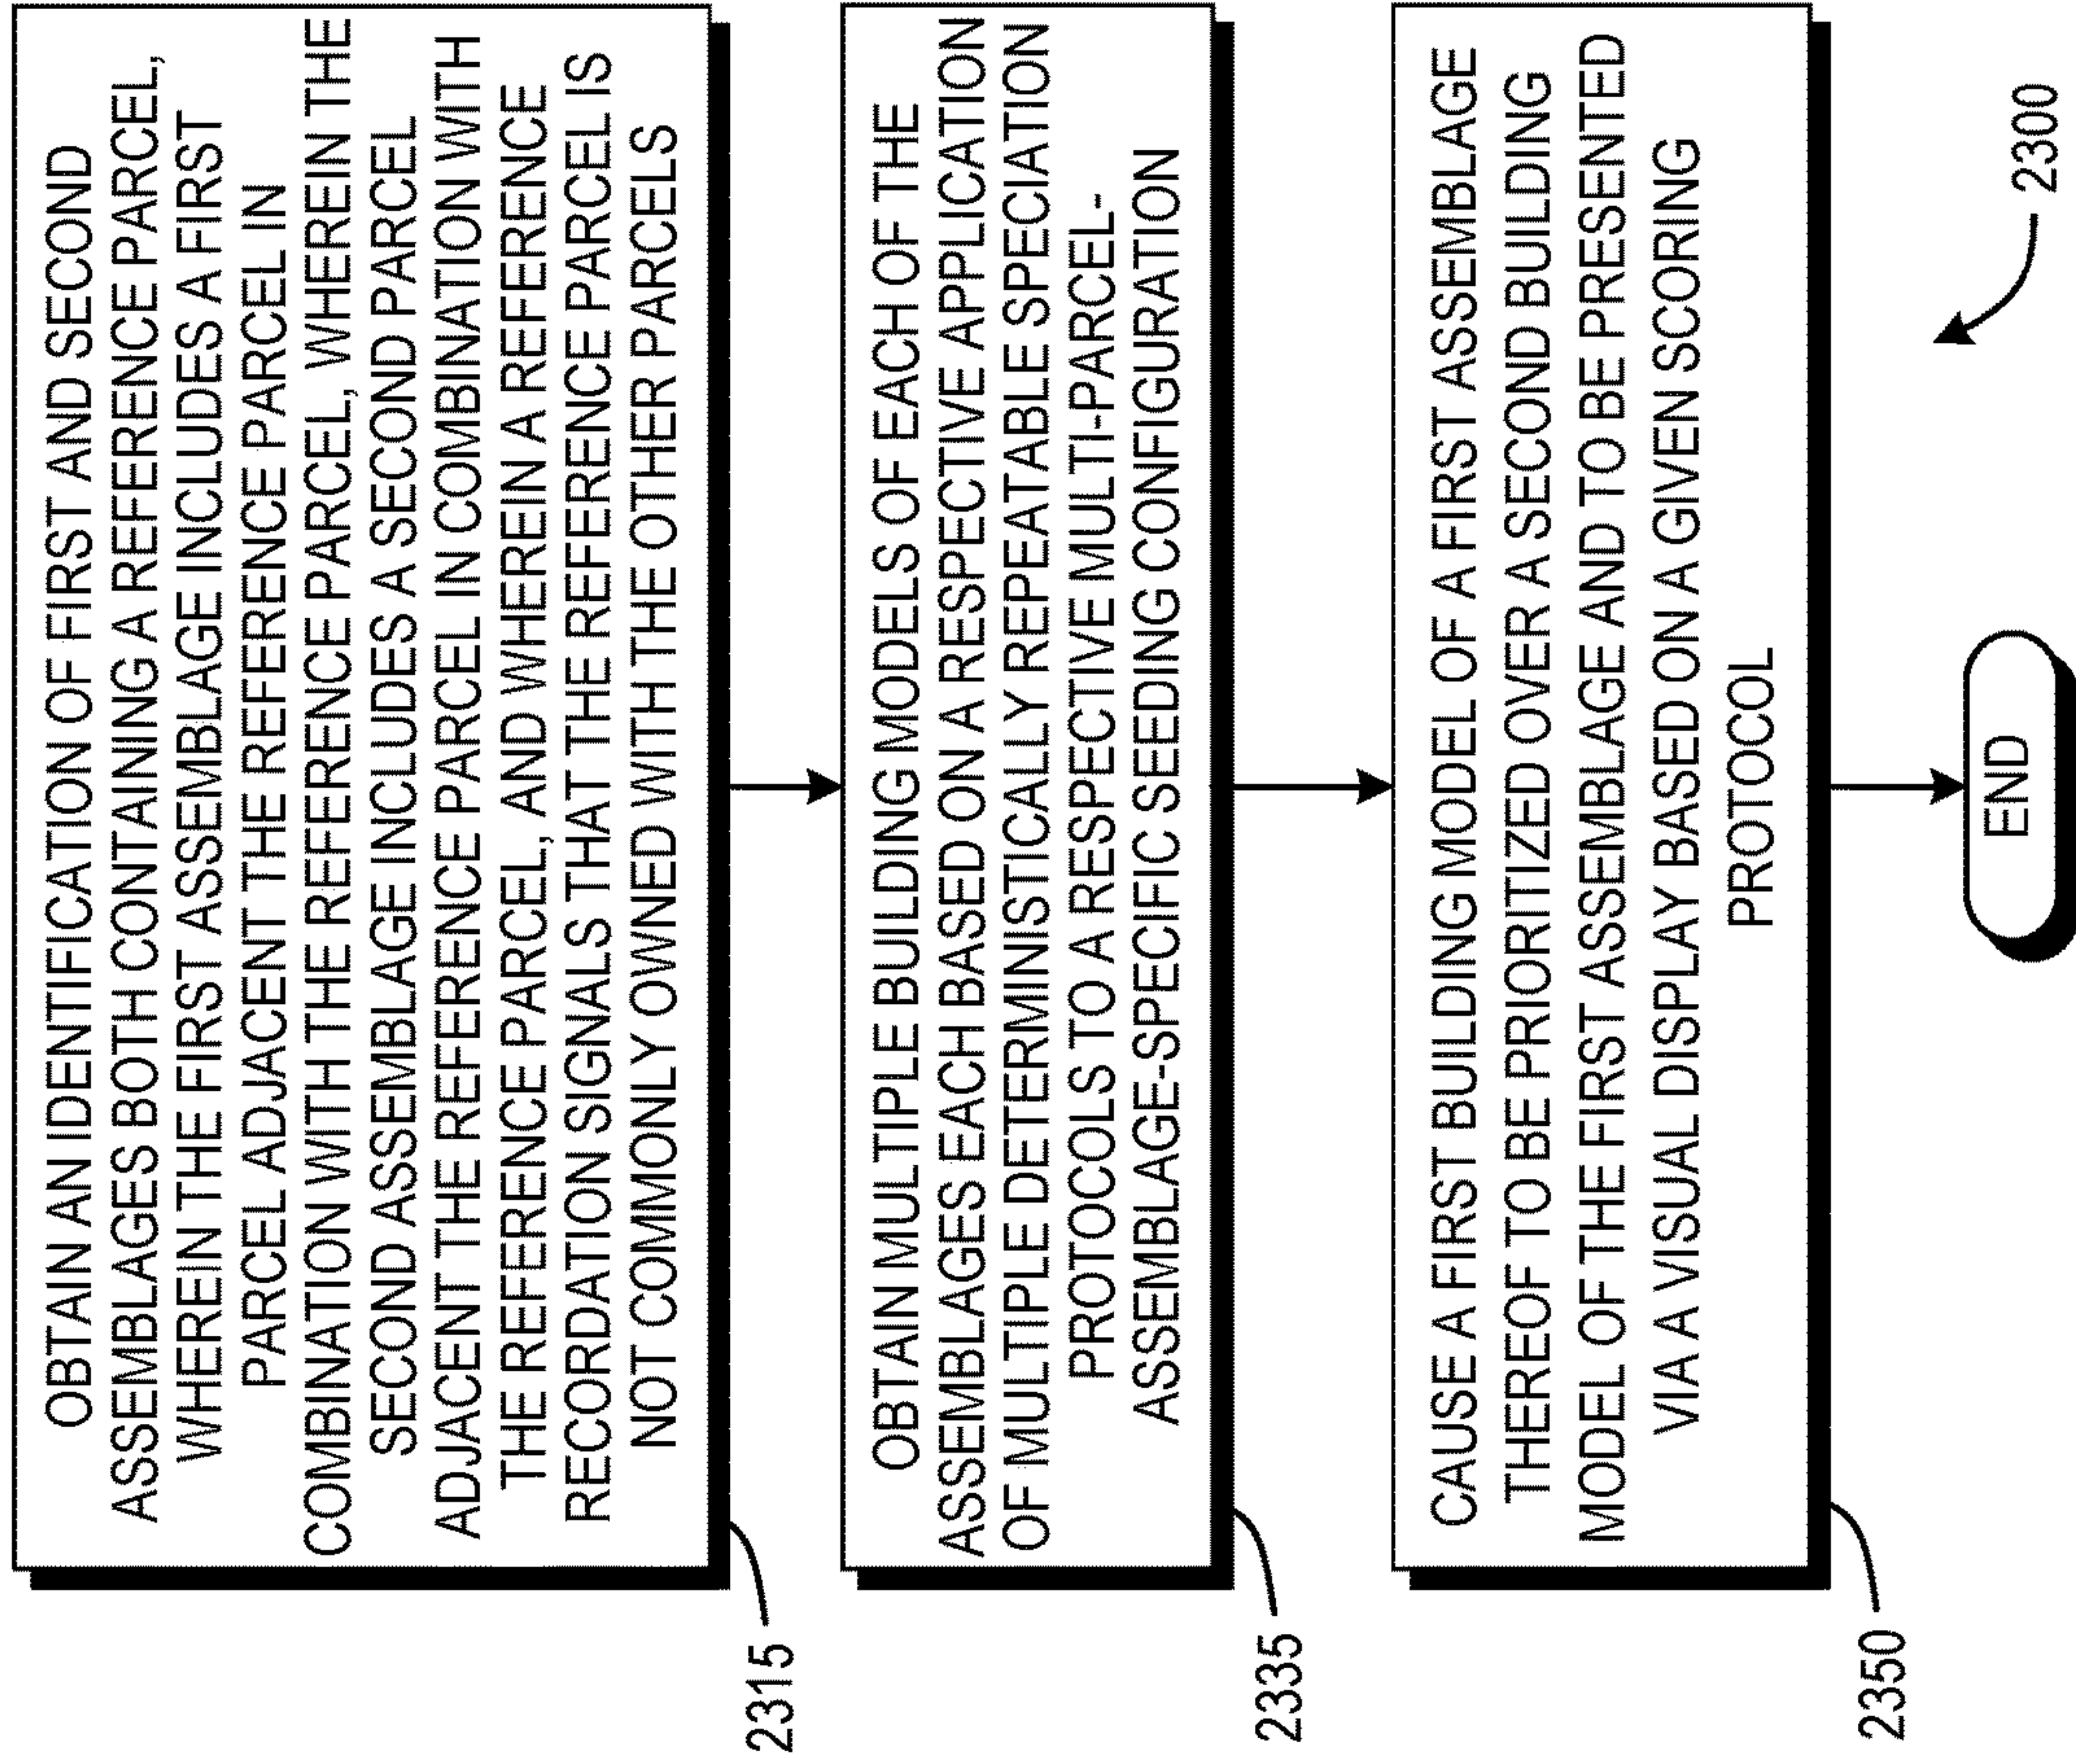 OBTAIN AN IDENTIFICATION OF FIRST AND SECOND
ASSEMBLAGES BOTH CONTAINING A REFERENCE PARCEL,
WHEREIN THE FIRST ASSEMBLAGE INCLUDES A FIRST
PARCEL ADJACENT THE REFERENCE PARCEL IN
COMBINATION WITH THE REFERENCE PARCEL, WHEREIN THE
SECOND ASSEMBLAGE INCLUDES A SECOND PARCEL
ADJACENT THE REFERENCE PARCEL IN COMBINATION WITH
THE REFERENCE PARCEL, AND WHEREIN A REFERENCE
RECORDATION SIGNALS THAT THE REFERENCE PARCEL IS
NOT COMMONLY OWNED WITH THE OTHER PARCELS
2315
OBTAIN MULTIPLE BUILDING MODELS OF EACH OF THE
ASSEMBLAGES EACH BASED ON A RESPECTIVE APPLICATION
OF MULTIPLE DETERMINISTICALLY REPEATABLE SPECIATION
PROTOCOLS TO A RESPECTIVE MULTI-PARCEL-
ASSEMBLAGE-SPECIFIC SEEDING CONFIGURATION
2335
CAUSE A FIRST BUILDING MODEL OF A FIRST ASSEMBLAGE
THEREOF TO BE PRIORITIZED OVER A SECOND BUILDING
MODEL OF THE FIRST ASSEMBLAGE AND TO BE PRESENTED
VIA A VISUAL DISPLAY BASED ON A GIVEN SCORING
PROTOCOL
2350
END
2300